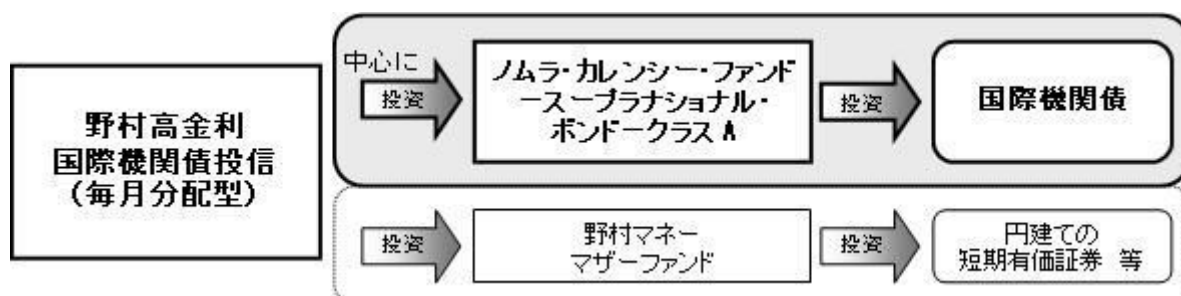 野村高金利
国際機関債投信
(毎月分配型)
中心に
投資
ノムラ・カレンシー・ファンド
ースープラナショナル・
ボンドークラス A
投資
国際機関債
投資
野村マネー
マザーファンド
投資
円建ての
短期有価証券 等